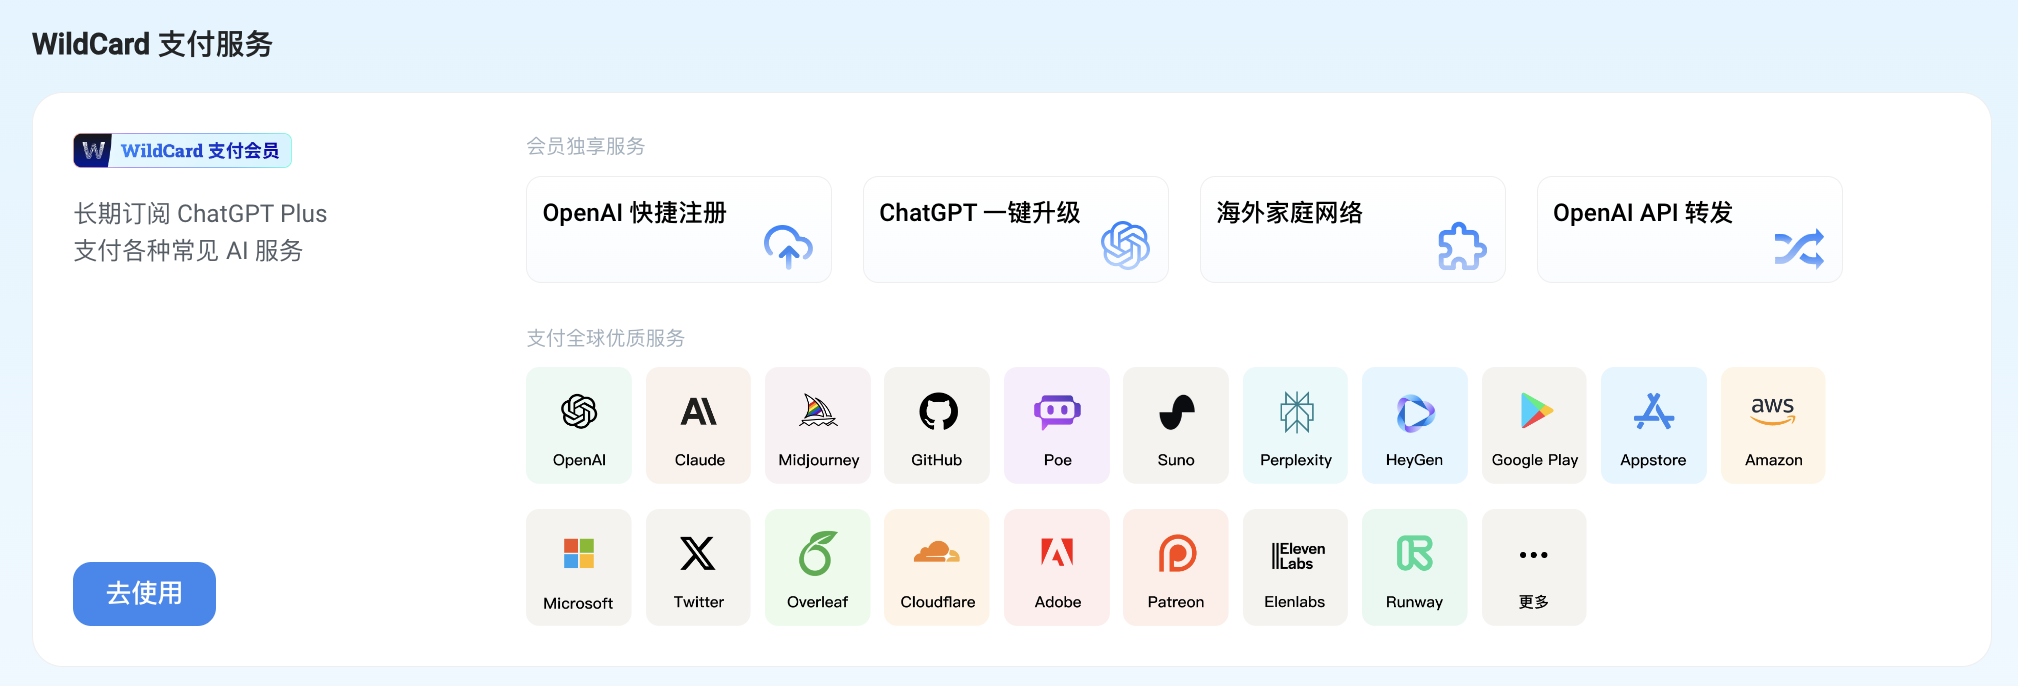 WildCard 支付服务
W WildCard 支付会员
长期订阅 ChatGPT Plus
支付各种常见 AI 服务
去使用
会员独享服务
OpenAI 快捷注册
ChatGPT 一键升级
海外家庭网络
OpenAI API 转发
支付全球优质服务
OpenAI
Claude
Midjourney
GitHub
Poe
Suno
Perplexity
HeyGen
Google Play
Appstore
aws
Amazon
Microsoft
Twitter
Overleaf
Cloudflare
Adobe
Patreon
||Eleven
Labs
Elenlabs
Runway
更多